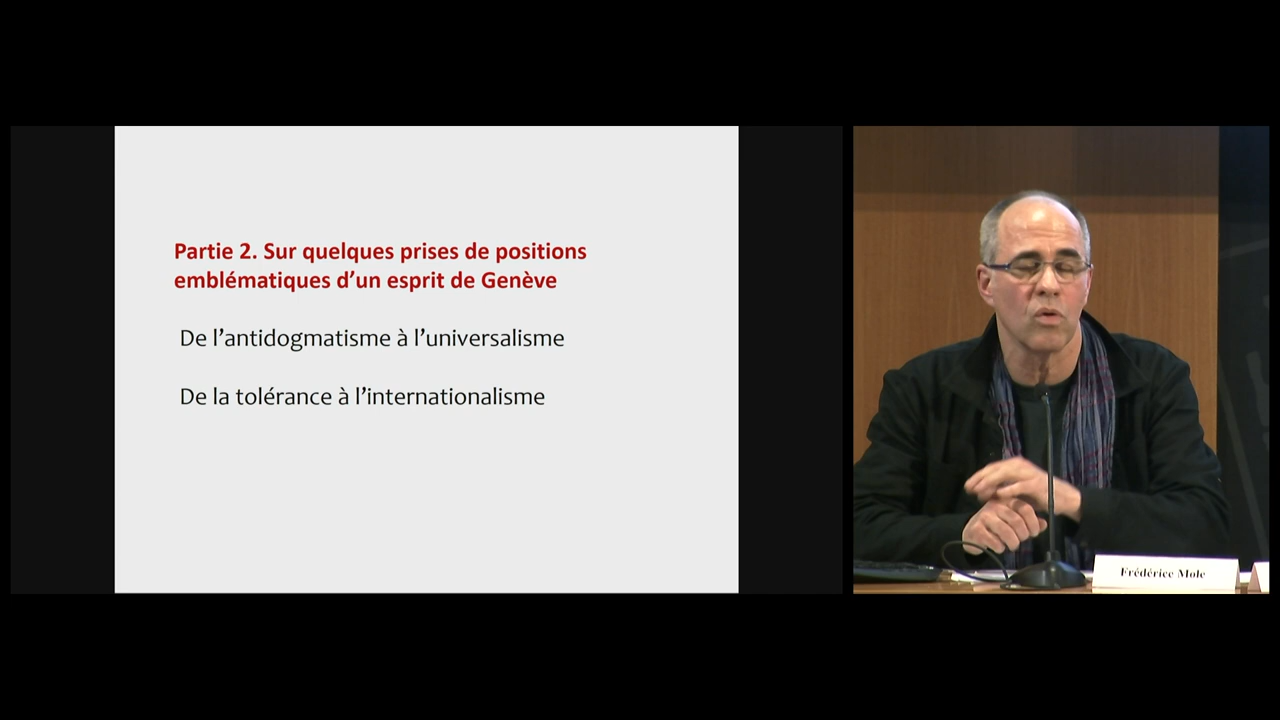 Partie 2. Sur quelques prises de positions
emblématiques d’un esprit de Genève
De l’antidogmatisme à l’universalisme
De la tolérance à l’internationalisme
Frédéric Mole